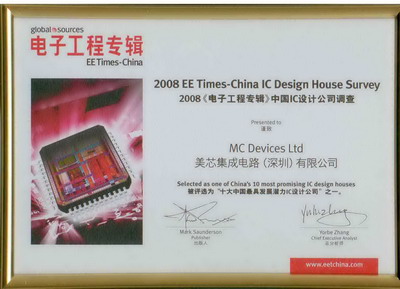 global sources
电子工程专辑
EE Times-China
2008 EE Times-China IC Design House Survey
2008《电子工程专辑》中国IC设计公司调查
Presented to
MC Devices Ltd
美芯集成电路（深圳）有限公司
Selected as one of China's 10 most promising IC design houses
被评选为“十大中国最具发展潜力IC设计公司”之一。
Mark Saunderson
Publisher
出版人
Yorbe Zhang
Chief Executive Analyst
www.eetchina.com